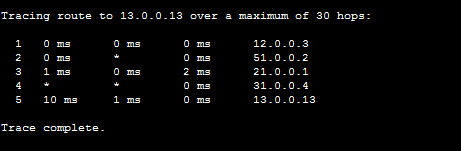 Tracing route to 13.0.0.13 over a maximum of 30 hops:
1 0 ms 0 ms 0 ms 12.0.0.3
2 0 ms * 0 ms 51.0.0.2
3 1 ms 0 ms 2 ms 21.0.0.1
4 * * 0 ms 31.0.0.4
5 10 ms 1 ms 0 ms 13.0.0.13
Trace complete.